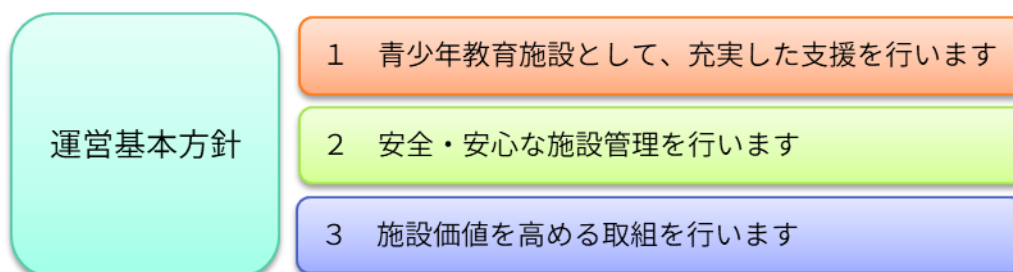 運営基本方針
１　青少年教育施設として、充実した支援を行います
２　安全・安心な施設管理を行います
３　施設価値を高める取組を行います